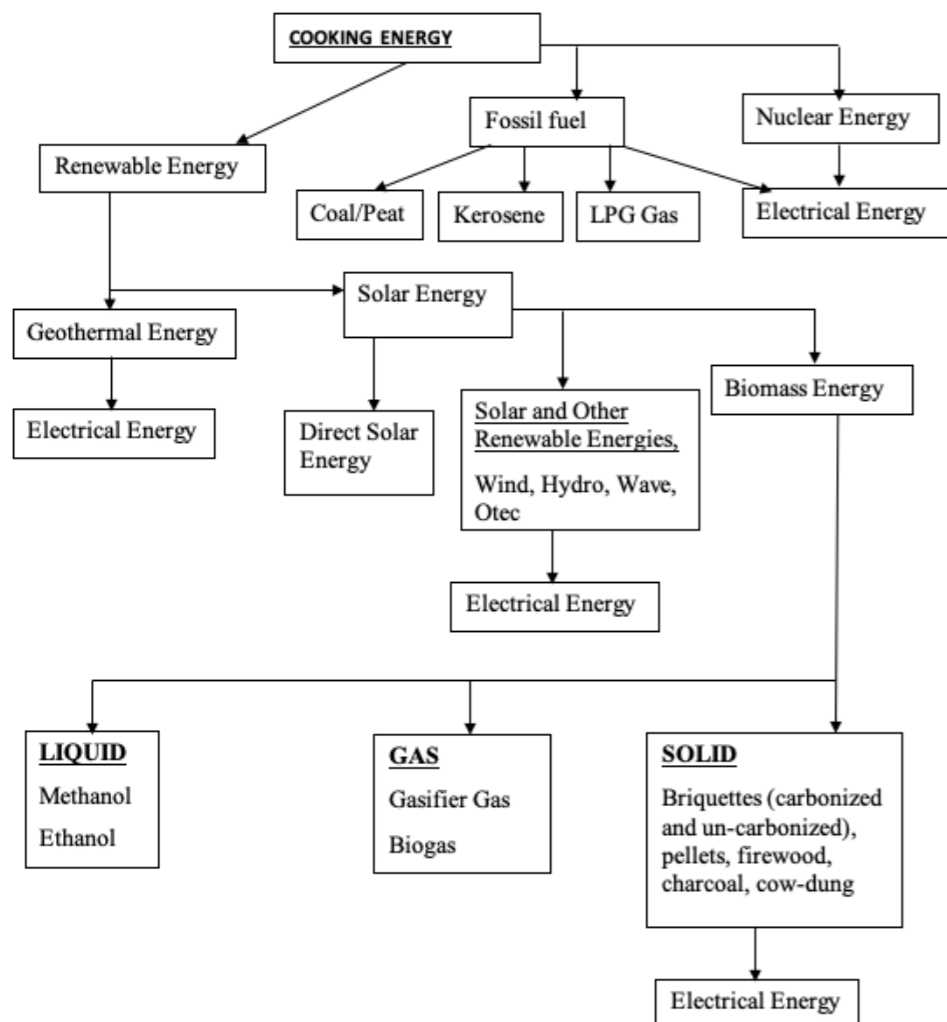 COOKING ENERGY
Fossil fuel
Nuclear Energy
Renewable Energy
Coal/Peat
Kerosene
LPG Gas
Electrical Energy
Solar Energy
Geothermal Energy
Biomass Energy
Electrical Energy
Direct Solar
Energy
Solar and Other
Renewable Energies,
Wind, Hydro, Wave,
Otec
Electrical Energy
LIQUID
Methanol
Ethanol
GAS
Gasifier Gas
Biogas
SOLID
Briquettes (carbonized
and un-carbonized),
pellets, firewood,
charcoal, cow-dung
Electrical Energy